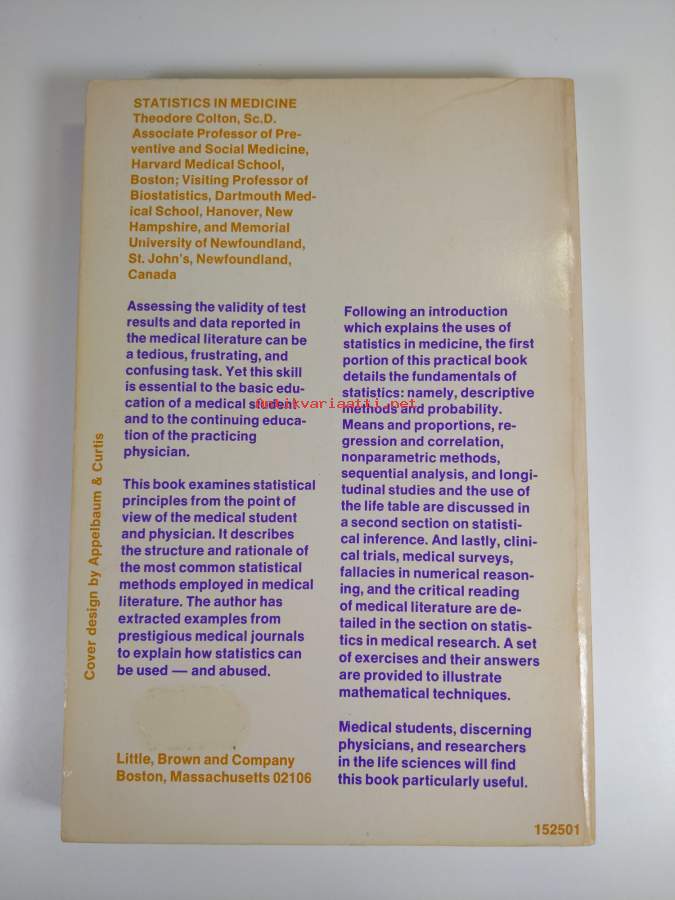 STATISTICS IN MEDICINE
Theodore Colton, Sc.D.
Associate Professor of Pre-
ventive and Social Medicine,
Harvard Medical School,
Boston; Visiting Professor of
Biostatistics, Dartmouth Med-
ical School, Hanover, New
Hampshire, and Memorial
University of Newfoundland,
St. John's, Newfoundland,
Canada
Assessing the validity of test
results and data reported in
the medical literature can be
a tedious, frustrating, and
confusing task. Yet this skill
is essential to the basic edu-
cation of a medical student
and to the continuing educa-
tion of the practicing
physician.
This book examines statistical
principles from the point of
view of the medical student
and physician. It describes
the structure and rationale of
the most common statistical
methods employed in medical
literature. The author has
extracted examples from
prestigious medical journals
to explain how statistics can
be used — and abused.
Little, Brown and Company
Boston, Massachusetts 02106
Following an introduction
which explains the uses of
statistics in medicine, the first
portion of this practical book
details the fundamentals of
statistics: namely, descriptive
methods and probability.
Means and proportions, re-
gression and correlation,
nonparametric methods,
sequential analysis, and longi-
tudinal studies and the use of
the life table are discussed in
a second section on statisti-
cal inference. And lastly, clini-
cal trials, medical surveys,
fallacies in numerical reason-
ing, and the critical reading
of medical literature are de-
tailed in the section on statis-
tics in medical research. A set
of exercises and their answers
are provided to illustrate
mathematical techniques.
Medical students, discerning
physicians, and researchers
in the life sciences will find
this book particularly useful.
152501
Cover design by Appelbaum & Curtis
antikvariaatti.net